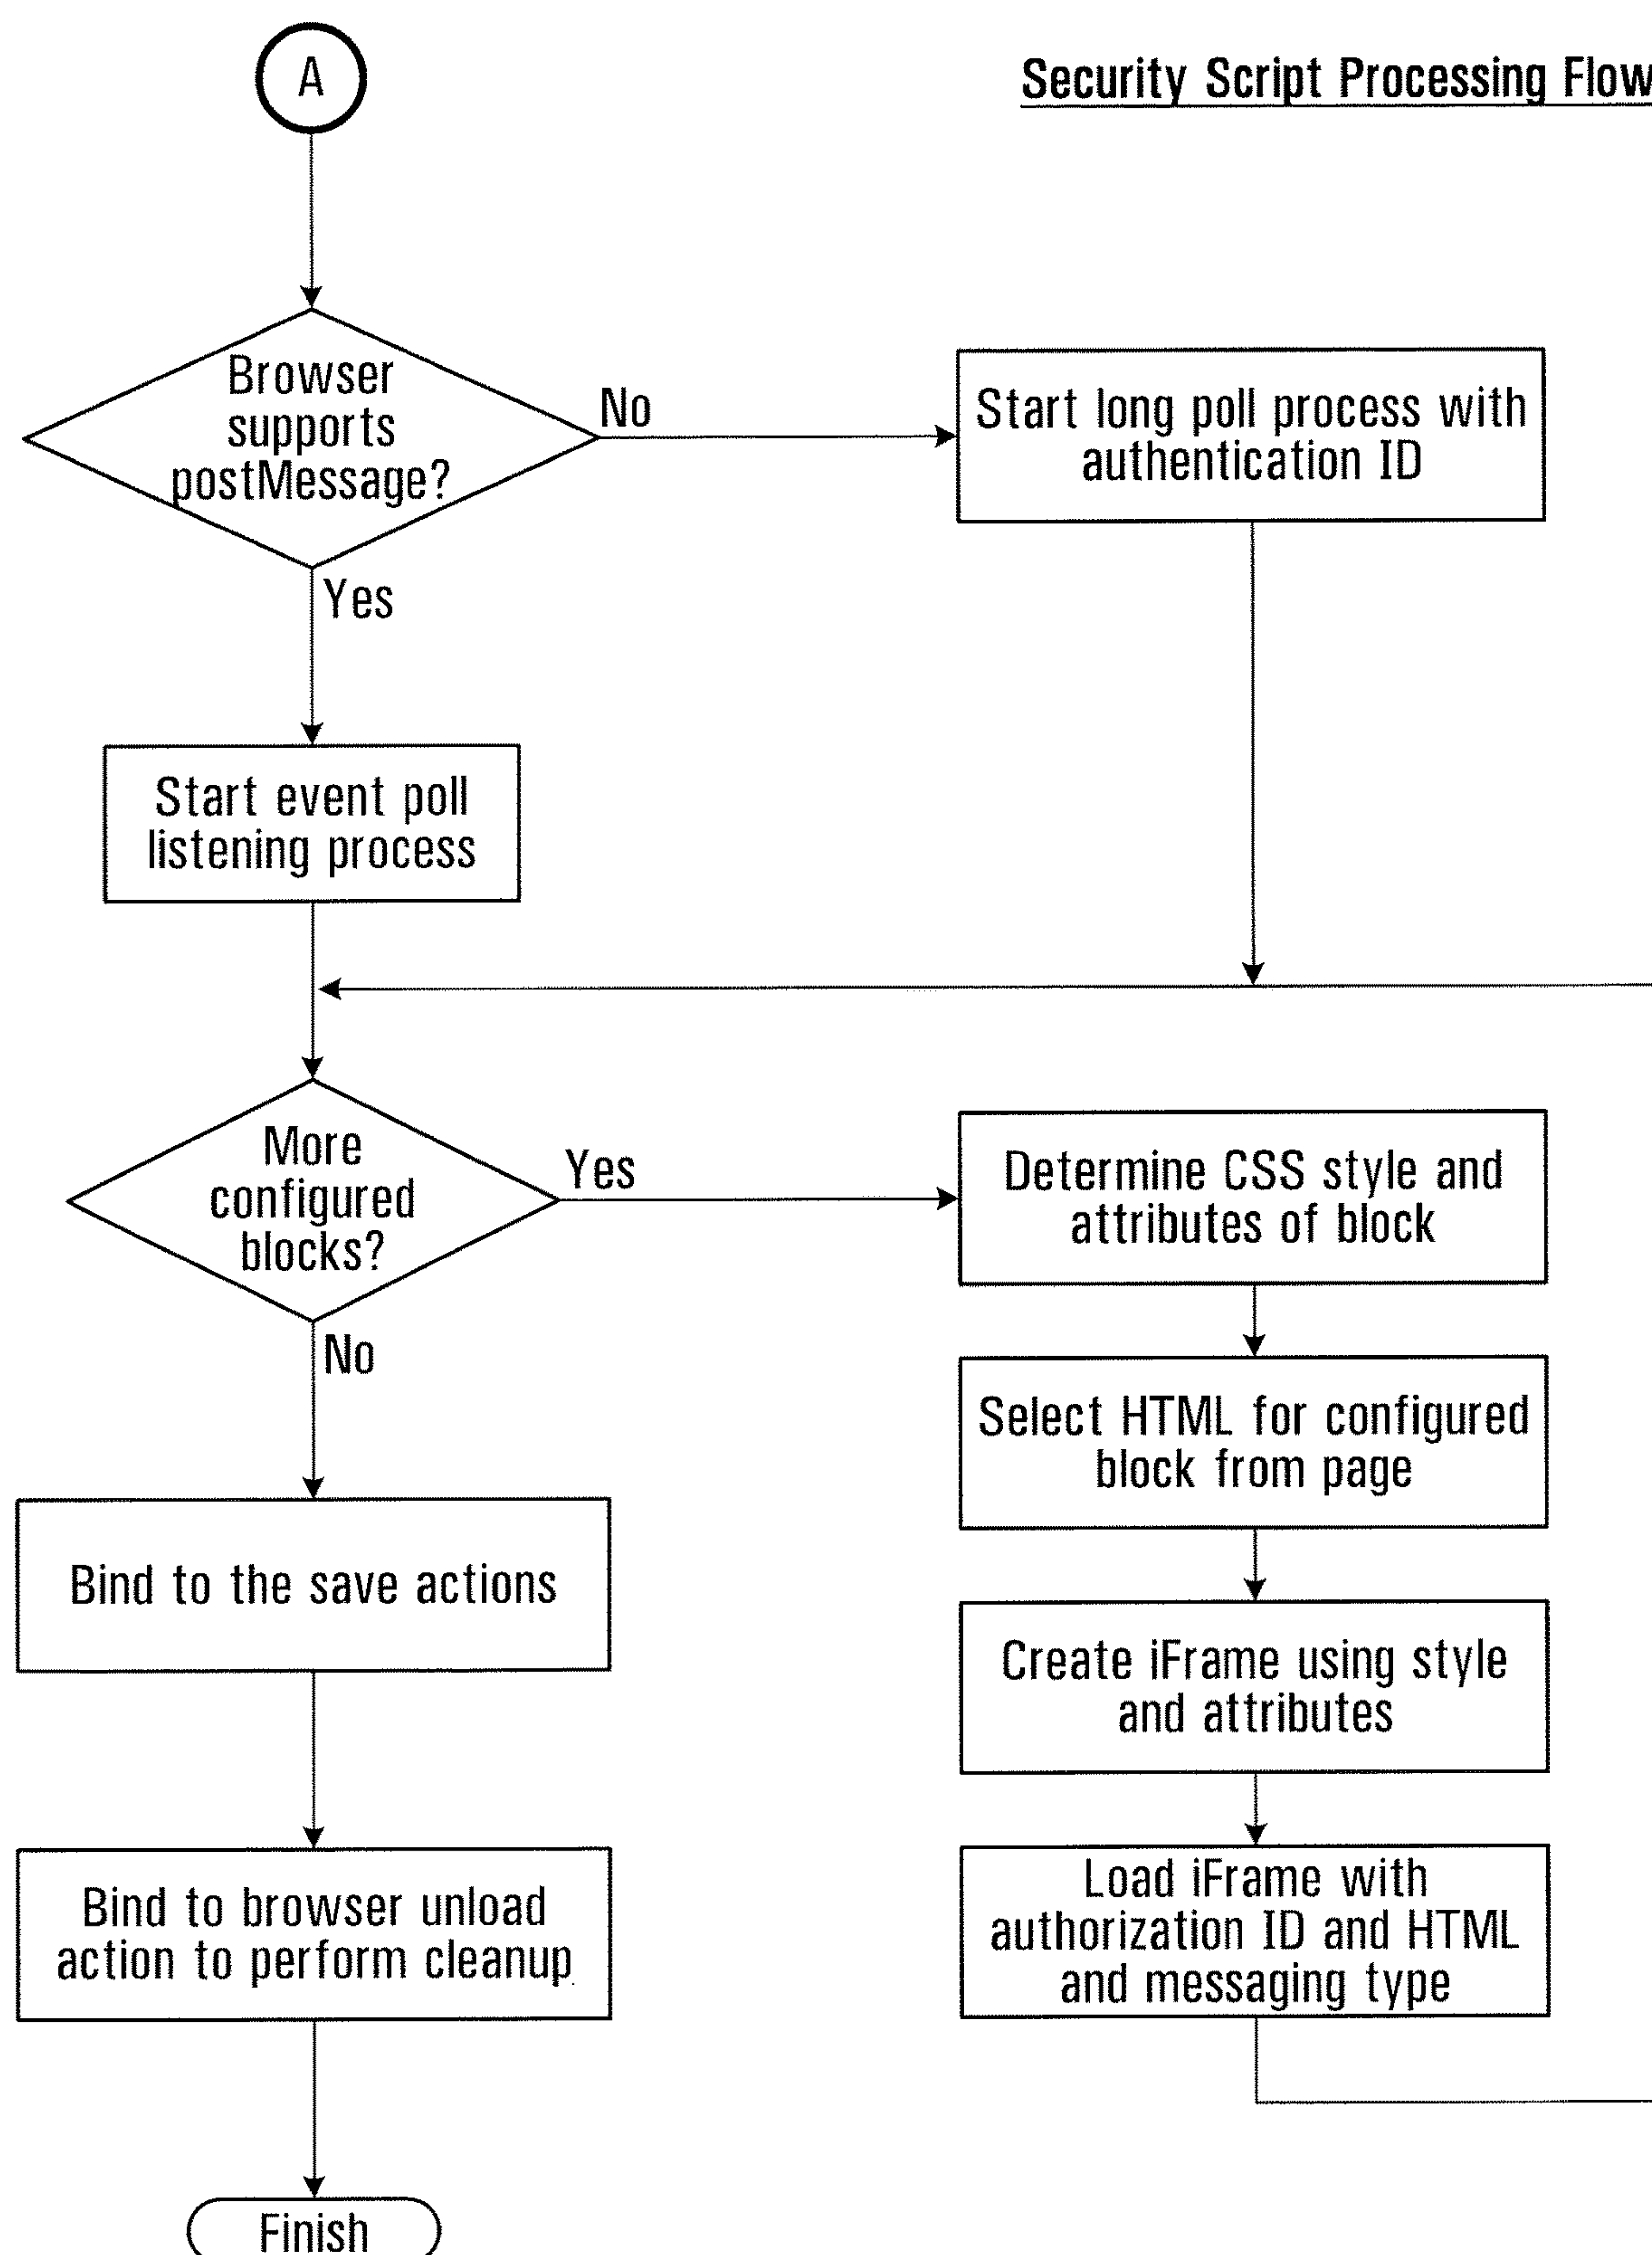 A
Security Script Processing Flow
Browser
supports
postMessage?
No
Start long poll process with
authentication ID
Yes
Start event poll
listening process
More
configured
blocks?
Yes
Determine CSS style and
attributes of block
No
Select HTML for configured
block from page
Bind to the save actions
Create iFrame using style
and attributes
Bind to browser unload
action to perform cleanup
Load iFrame with
authorization ID and HTML
and messaging type
Finish